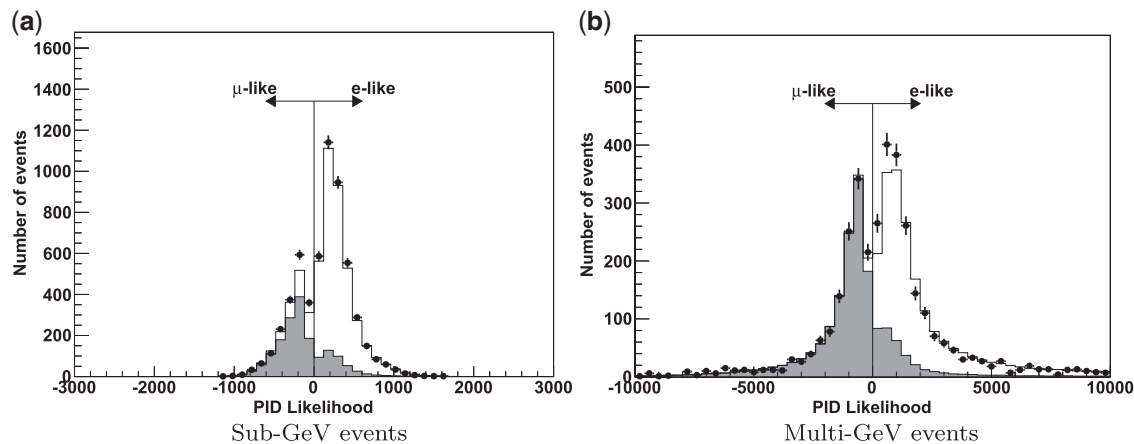 (a)
1600
1400
1200
1000
800
600
400
200
0
Number of events
μ-like e-like
-3000 -2000 -1000 0 1000 2000 3000
PID Likelihood
Sub-GeV events
(b)
500
400
300
200
100
0
Number of events
μ-like e-like
-10000 -5000 0 5000 10000
PID Likelihood
Multi-GeV events